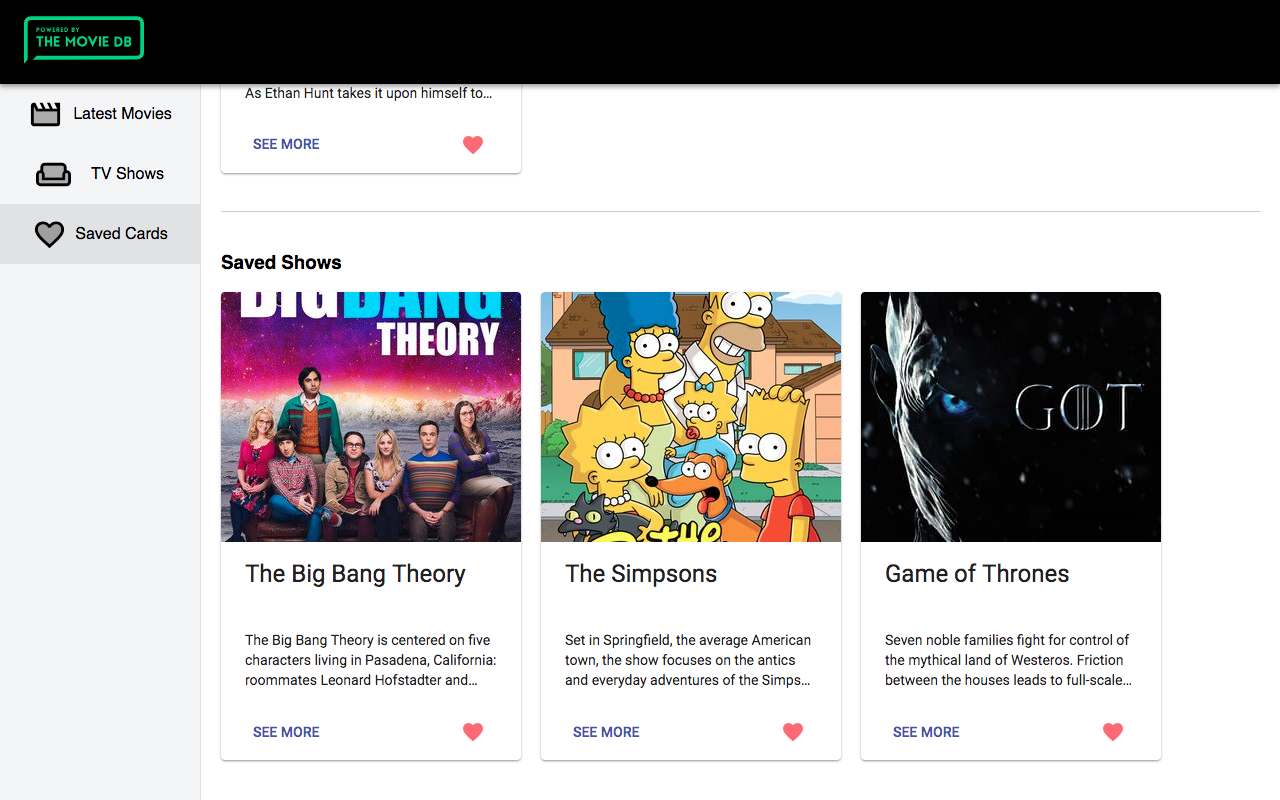 POWERED BY
THE MOVIE DB
Latest Movies
TV Shows
Saved Cards
As Ethan Hunt takes it upon himself to...
SEE MORE
Saved Shows
BIG BANG
THEORY
The Big Bang Theory
The Big Bang Theory is centered on five
characters living in Pasadena, California:
roommates Leonard Hofstadter and...
SEE MORE
the
The Simpsons
Set in Springfield, the average American
town, the show focuses on the antics
and everyday adventures of the Simps...
SEE MORE
GOT
Game of Thrones
Seven noble families fight for control of
the mythical land of Westeros. Friction
between the houses leads to full-scale...
SEE MORE